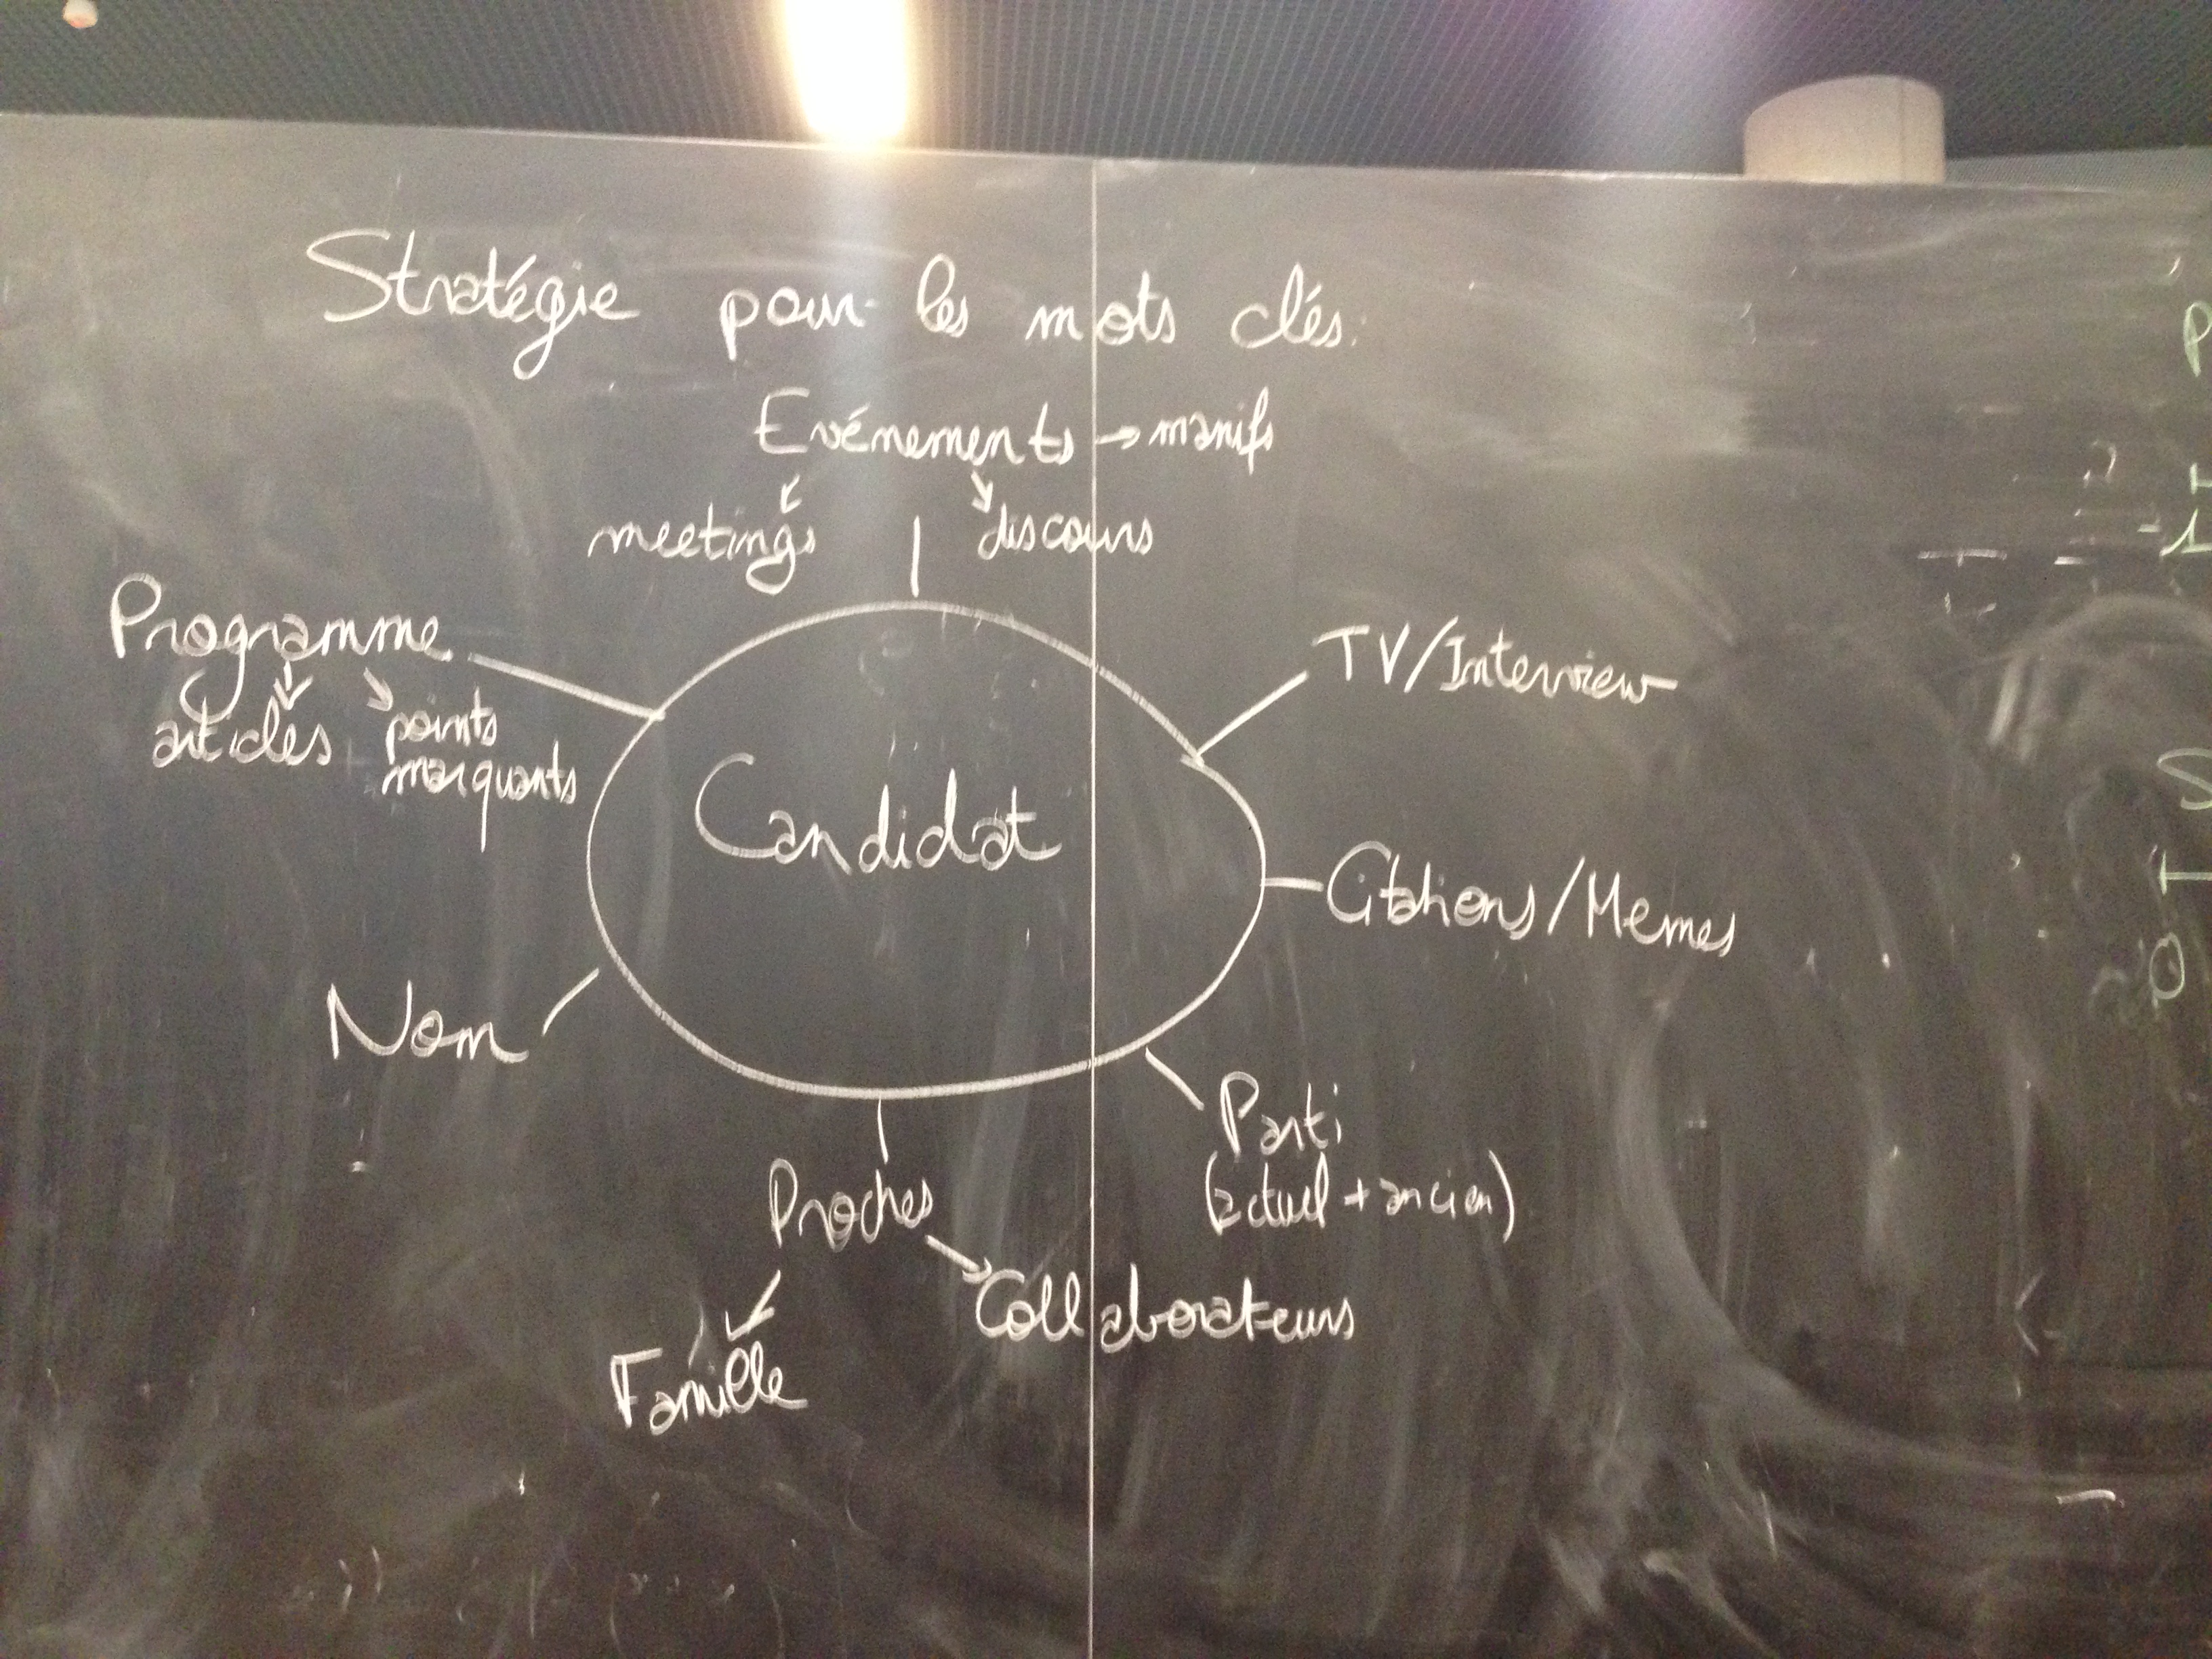 Stratégie pour les mots clés:
Evénements → manifs
meetings discours
Programme
articles points
marquants
TV/Interview
Candidat
Citations/Memes
Nom
Parti
(actuel + ancien)
Proches
Collaborateurs
Famille